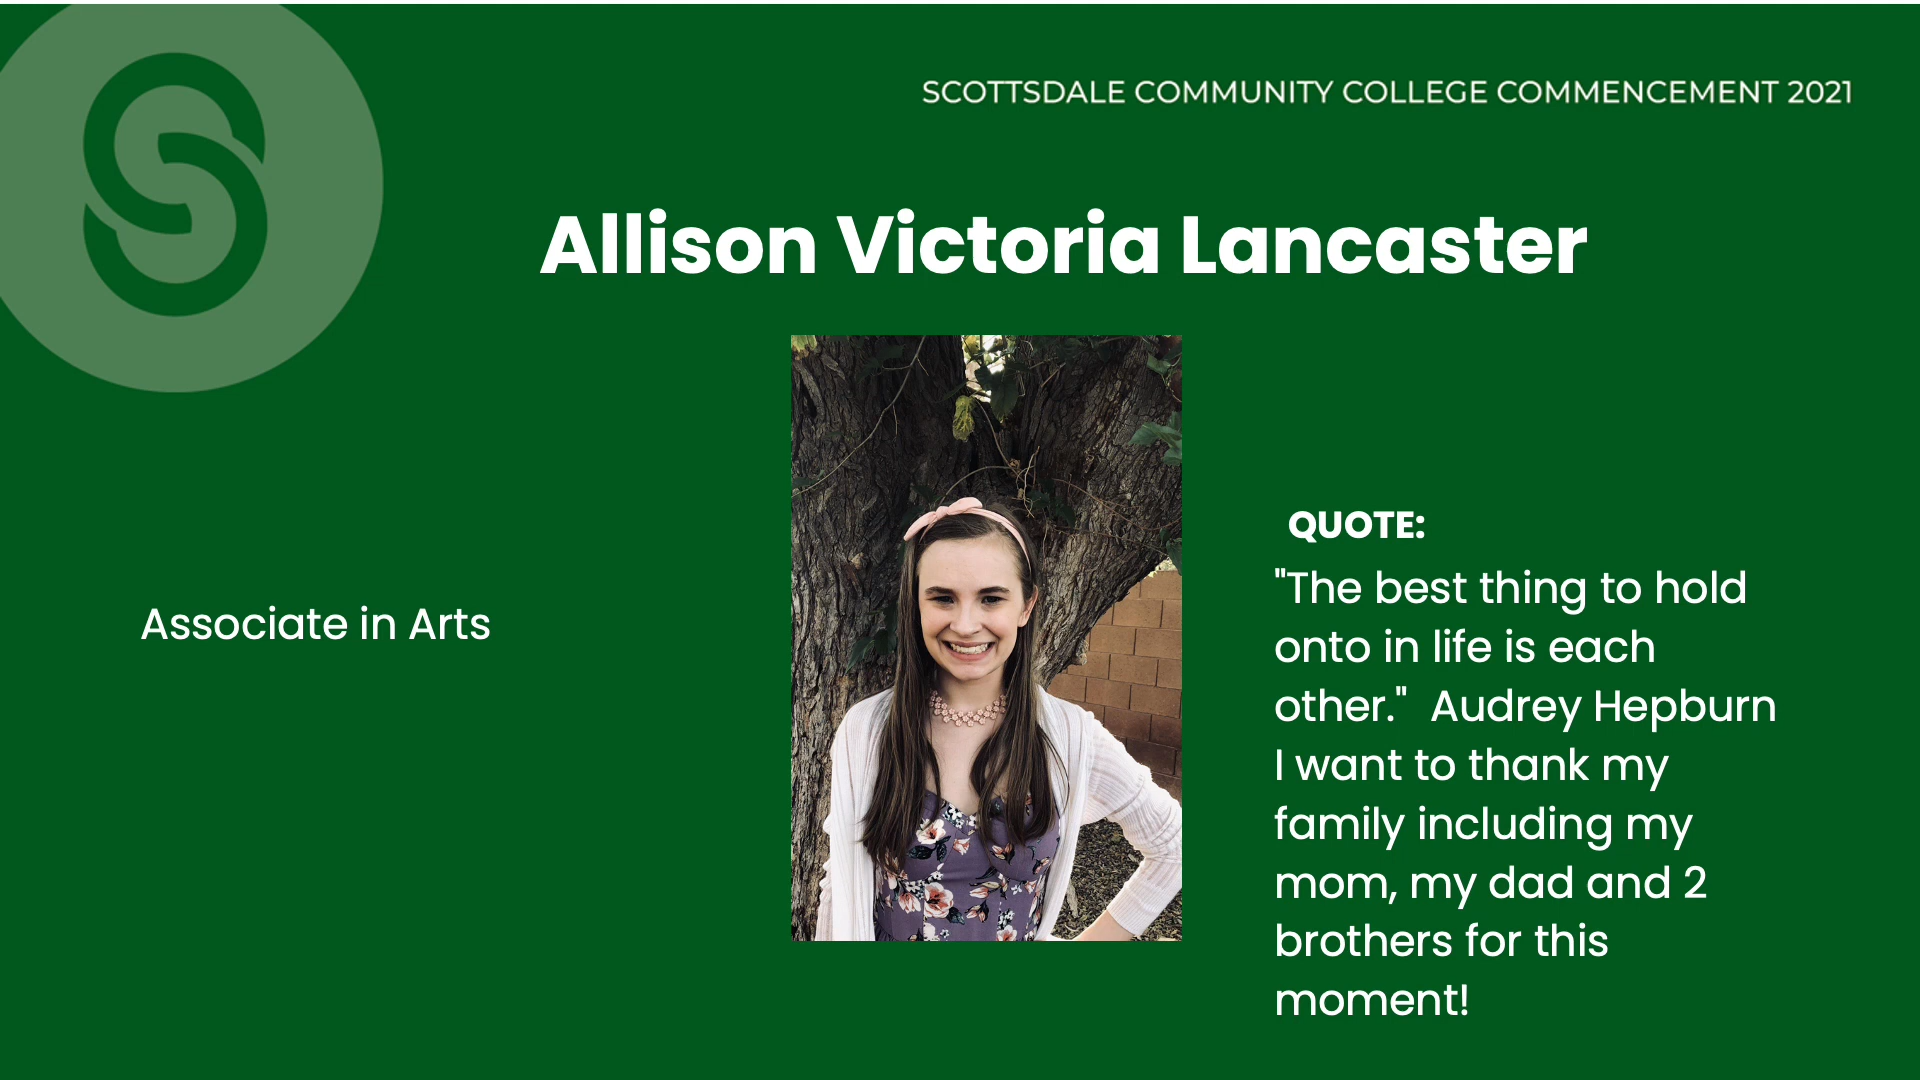 SCOTTSDALE COMMUNITY COLLEGE COMMENCEMENT 2021
Allison Victoria Lancaster
Associate in Arts
QUOTE:
"The best thing to hold
onto in life is each
other."  Audrey Hepburn
I want to thank my
family including my
mom, my dad and 2
brothers for this
moment!